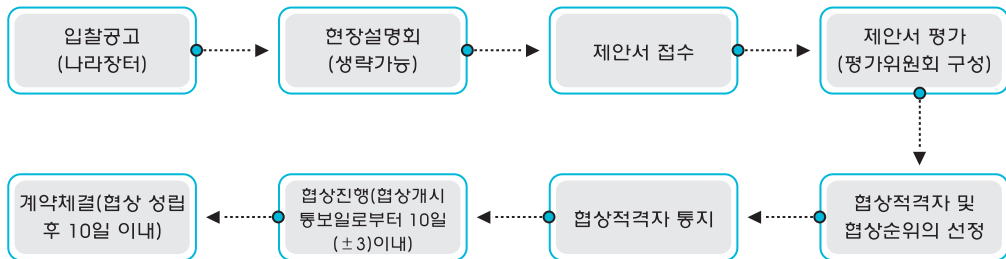 입찰공고
(나라장터)
현장설명회
(생략가능)
제안서 접수
제안서 평가
(평가위원회 구성)
협상적격자 및
협상순위의 선정
협상적격자 통지
협상진행(협상개시
통보일로부터 10일
(±3)이내)
계약체결(협상 성립
후 10일 이내)